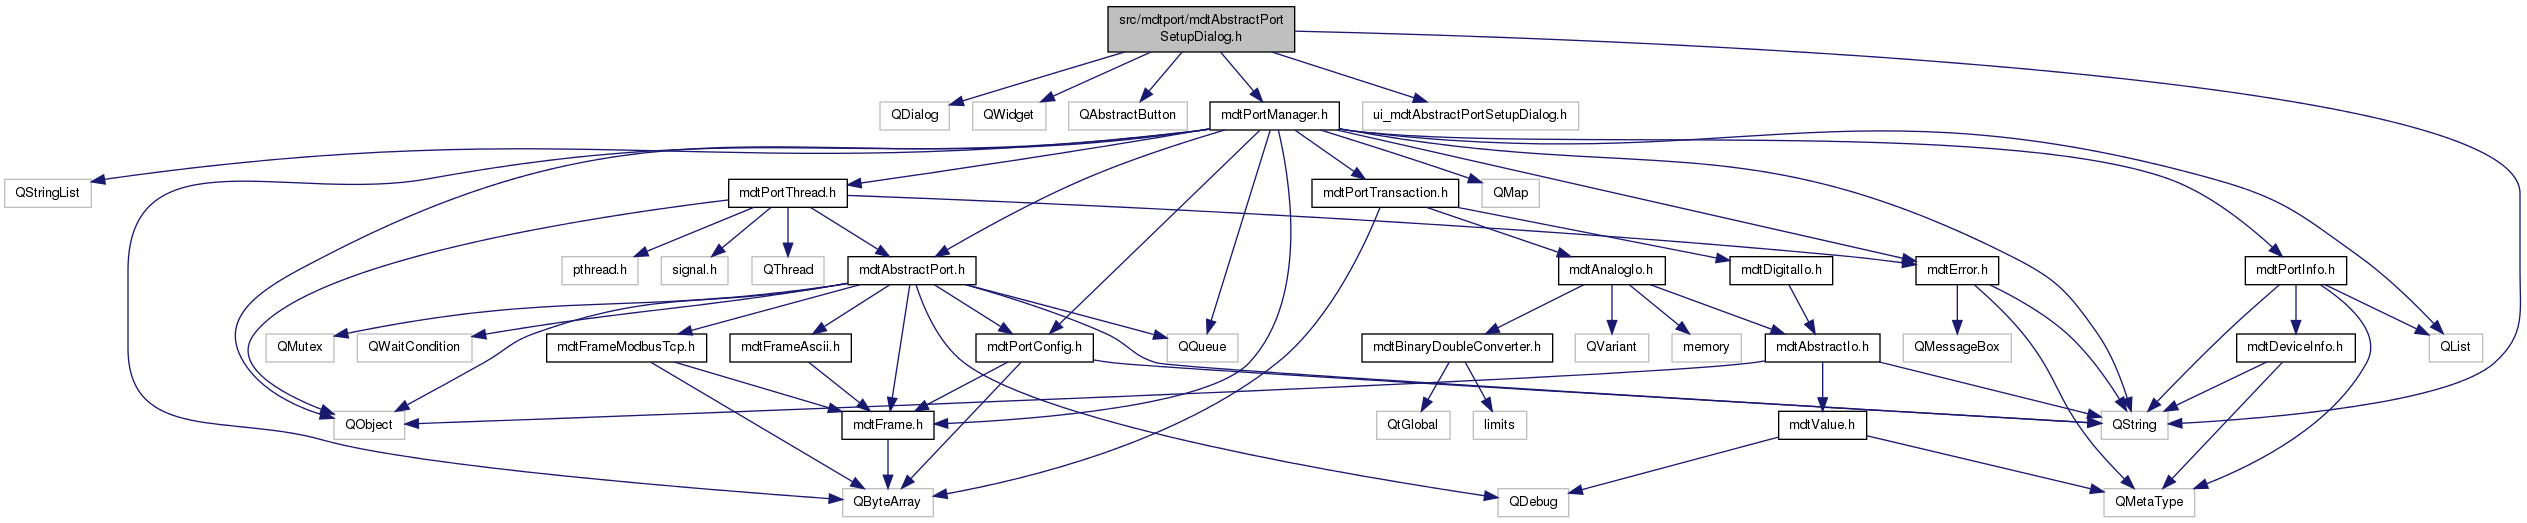 src/mdtport/mdtAbstractPort
SetupDialog.h
QDialog
QWidget
QAbstractButton
mdtPortManager.h
ui_mdtAbstractPortSetupDialog.h
QStringList
mdtPortThread.h
mdtPortTransaction.h
QMap
pthread.h
signal.h
QThread
mdtAbstractPort.h
mdtAnalogIo.h
mdtDigitalIo.h
mdtError.h
mdtPortInfo.h
QMutex
QWaitCondition
mdtFrameModbusTcp.h
mdtFrameAscii.h
mdtPortConfig.h
QQueue
mdtBinaryDoubleConverter.h
QVariant
memory
mdtAbstractIo.h
QMessageBox
mdtDeviceInfo.h
QList
QObject
mdtFrame.h
QtGlobal
limits
mdtValue.h
QString
QByteArray
QDebug
QMetaType